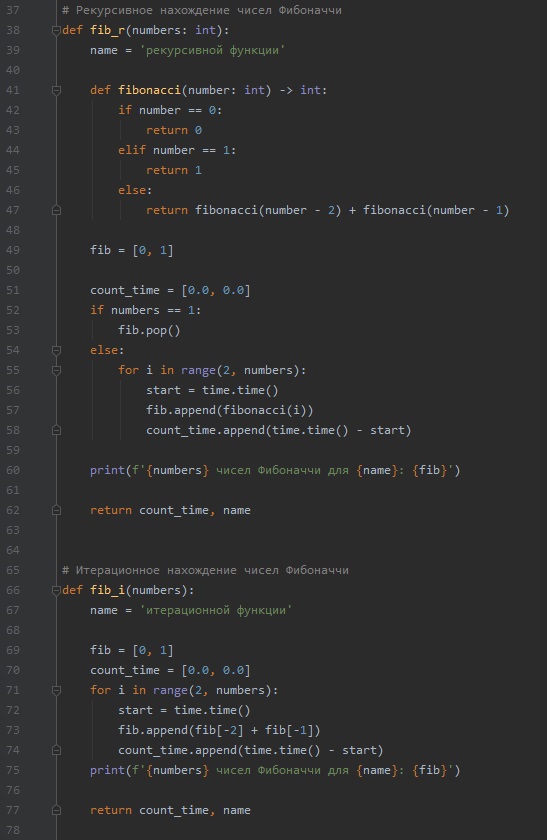 37 # Рекурсивное нахождение чисел Фибоначчи
38 def fib_r(numbers: int):
39     name = 'рекурсивной функции'
40
41     def fibonacci(number: int) -> int:
42         if number == 0:
43             return 0
44         elif number == 1:
45             return 1
46         else:
47             return fibonacci(number - 2) + fibonacci(number - 1)
48
49     fib = [0, 1]
50
51     count_time = [0.0, 0.0]
52     if numbers == 1:
53         fib.pop()
54     else:
55         for i in range(2, numbers):
56             start = time.time()
57             fib.append(fibonacci(i))
58             count_time.append(time.time() - start)
59
60     print(f'{numbers} чисел Фибоначчи для {name}: {fib}')
61
62     return count_time, name
63
64
65 # Итерационное нахождение чисел Фибоначчи
66 def fib_i(numbers):
67     name = 'итерационной функции'
68
69     fib = [0, 1]
70     count_time = [0.0, 0.0]
71     for i in range(2, numbers):
72         start = time.time()
73         fib.append(fib[-2] + fib[-1])
74         count_time.append(time.time() - start)
75     print(f'{numbers} чисел Фибоначчи для {name}: {fib}')
76
77     return count_time, name
78